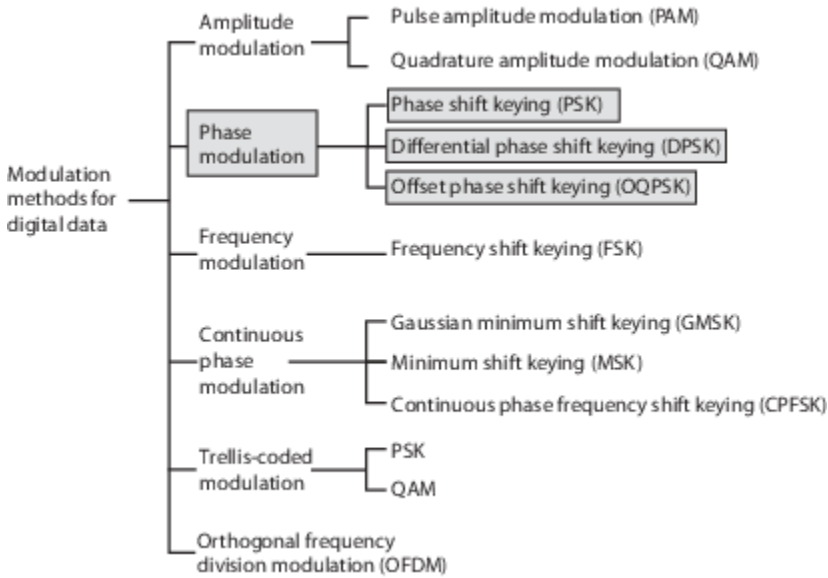 Amplitude
modulation
Pulse amplitude modulation (PAM)
Quadrature amplitude modulation (QAM)
Phase
modulation
Phase shift keying (PSK)
Differential phase shift keying (DPSK)
Offset phase shift keying (OQPSK)
Modulation
methods for
digital data
Frequency
modulation
Frequency shift keying (FSK)
Continuous
phase
modulation
Gaussian minimum shift keying (GMSK)
Minimum shift keying (MSK)
Continuous phase frequency shift keying (CPFSK)
Trellis-coded
modulation
PSK
QAM
Orthogonal frequency
division modulation (OFDM)